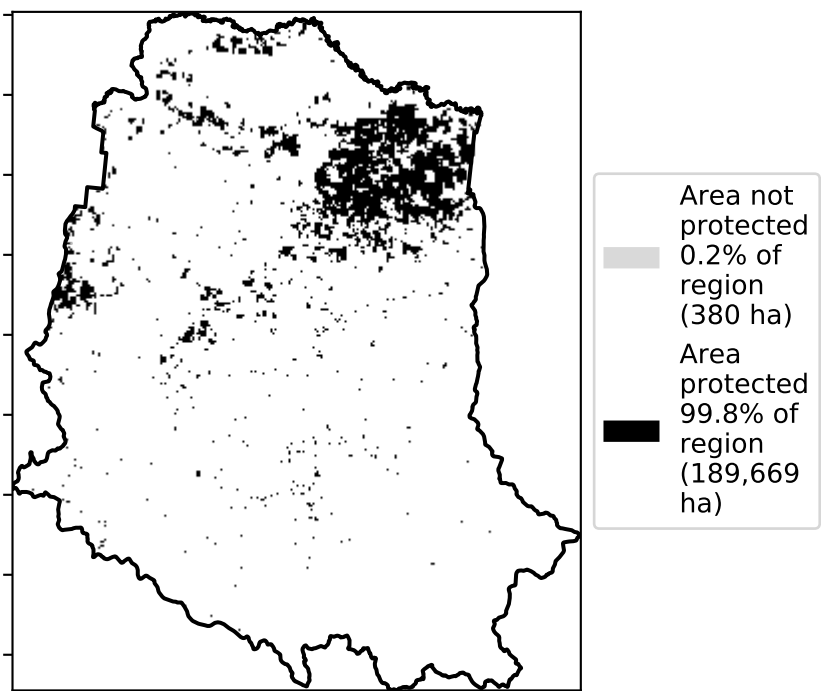 Area not
protected
0.2% of
region
(380 ha)
Area
protected
99.8% of
region
(189,669
ha)